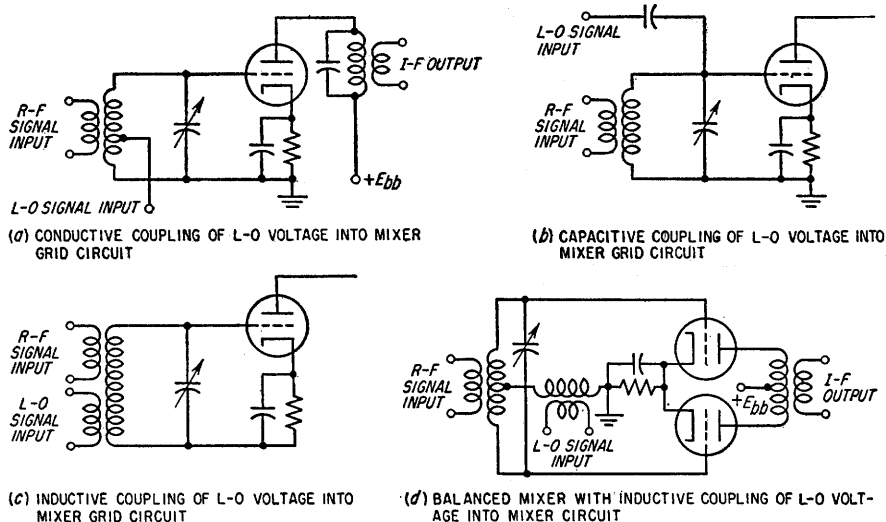 R-F
SIGNAL
INPUT
L-O SIGNAL INPUT
I-F OUTPUT
+Ebb
(a) CONDUCTIVE COUPLING OF L-O VOLTAGE INTO MIXER
GRID CIRCUIT
L-O SIGNAL
INPUT
R-F
SIGNAL
INPUT
(b) CAPACITIVE COUPLING OF L-O VOLTAGE INTO
MIXER GRID CIRCUIT
R-F
SIGNAL
INPUT
L-O
SIGNAL
INPUT
(c) INDUCTIVE COUPLING OF L-O VOLTAGE INTO
MIXER GRID CIRCUIT
R-F
SIGNAL
INPUT
L-O SIGNAL
INPUT
+Ebb
I-F
OUTPUT
(d) BALANCED MIXER WITH INDUCTIVE COUPLING OF L-O VOLT-
AGE INTO MIXER CIRCUIT